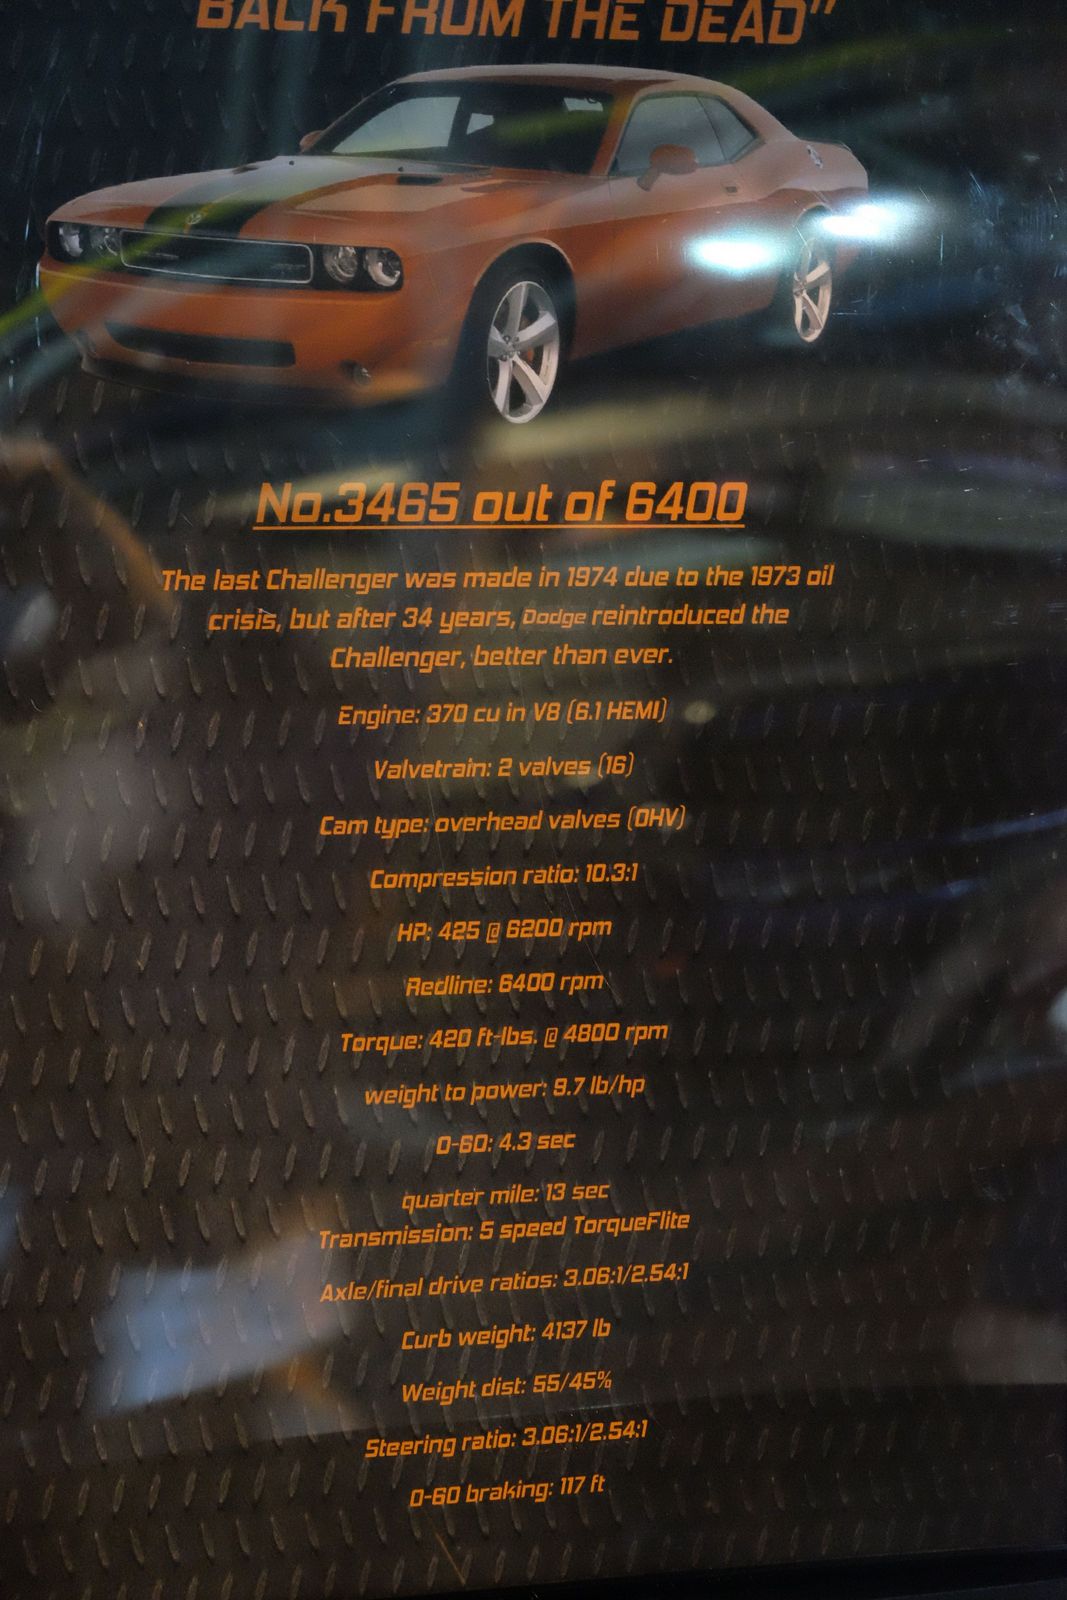 BACK FROM THE DEAD"
No.3465 out of 6400
The last Challenger was made in 1974 due to the 1973 oil
crisis, but after 34 years, Dodge reintroduced the
Challenger, better than ever.
Engine: 370 cu in V8 (6.1 HEMI)
Valvetrain: 2 valves (16)
Cam type: overhead valves (OHV)
Compression ratio: 10.3:1
HP: 425 @ 6200 rpm
Redline: 6400 rpm
Torque: 420 ft-lbs. @ 4800 rpm
weight to power: 9.7 lb/hp
0-60: 4.3 sec
quarter mile: 13 sec
Transmission: 5 speed TorqueFlite
Axle/final drive ratios: 3.06:1/2.54:1
Curb weight: 4137 lb
Weight dist: 55/45%
Steering ratio: 3.06:1/2.54:1
0-60 braking: 117 ft